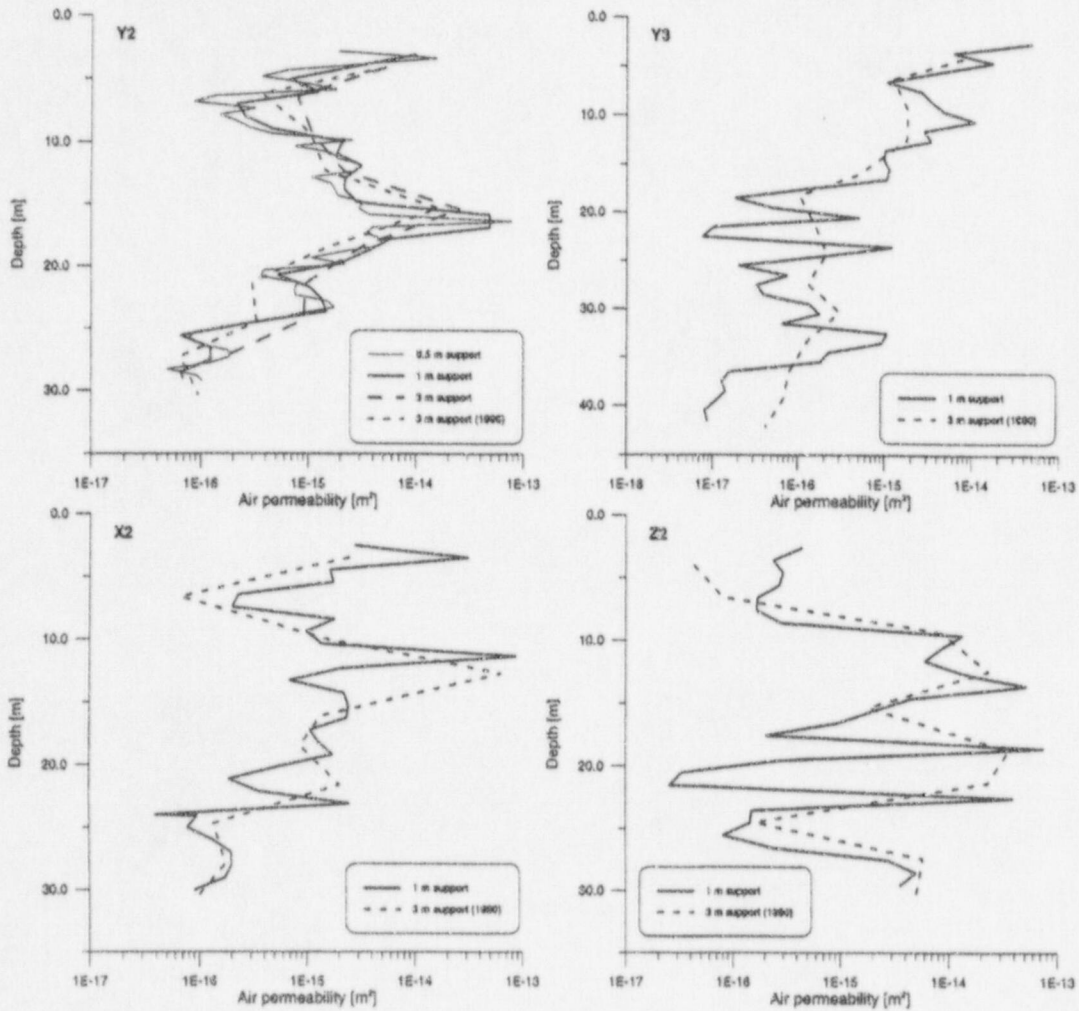 Y2
0.0
10.0
20.0
30.0
Depth [m]
0.5 m support
1 m support
3 m support
3 m support (1990)
1E-17 1E-16 1E-15 1E-14 1E-13
Air permeability [m²]
Y3
0.0
10.0
20.0
30.0
40.0
Depth [m]
1 m support
3 m support (1990)
1E-18 1E-17 1E-16 1E-15 1E-14 1E-13
Air permeability [m²]
X2
0.0
10.0
20.0
30.0
Depth [m]
1 m support
3 m support (1990)
1E-17 1E-16 1E-15 1E-14 1E-13
Air permeability [m²]
Z2
0.0
10.0
20.0
30.0
Depth [m]
1 m support
3 m support (1990)
1E-17 1E-16 1E-15 1E-14 1E-13
Air permeability [m²]